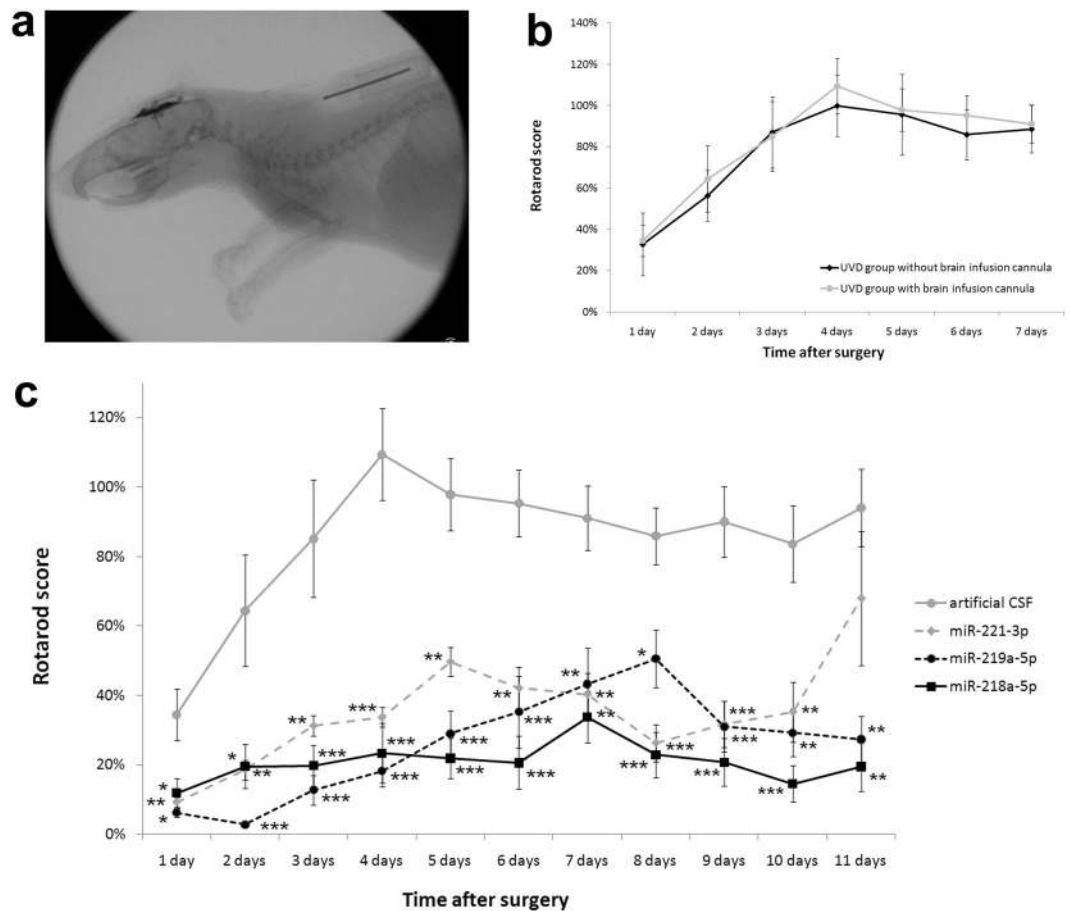 a
b
140%
120%
100%
80%
60%
40%
20%
0%
Rotarod score
UVD group without brain infusion cannula
UVD group with brain infusion cannula
1 day 2 days 3 days 4 days 5 days 6 days 7 days
Time after surgery
c
120%
100%
80%
60%
40%
20%
0%
Rotarod score
** ** *** ** ** ** * *** **
* * *** *** *** *** ** *** *** ** **
** ** *** *** *** *** *** *** **
* ***
artificial CSF
miR-221-3p
miR-219a-5p
miR-218a-5p
1 day 2 days 3 days 4 days 5 days 6 days 7 days 8 days 9 days 10 days 11 days
Time after surgery